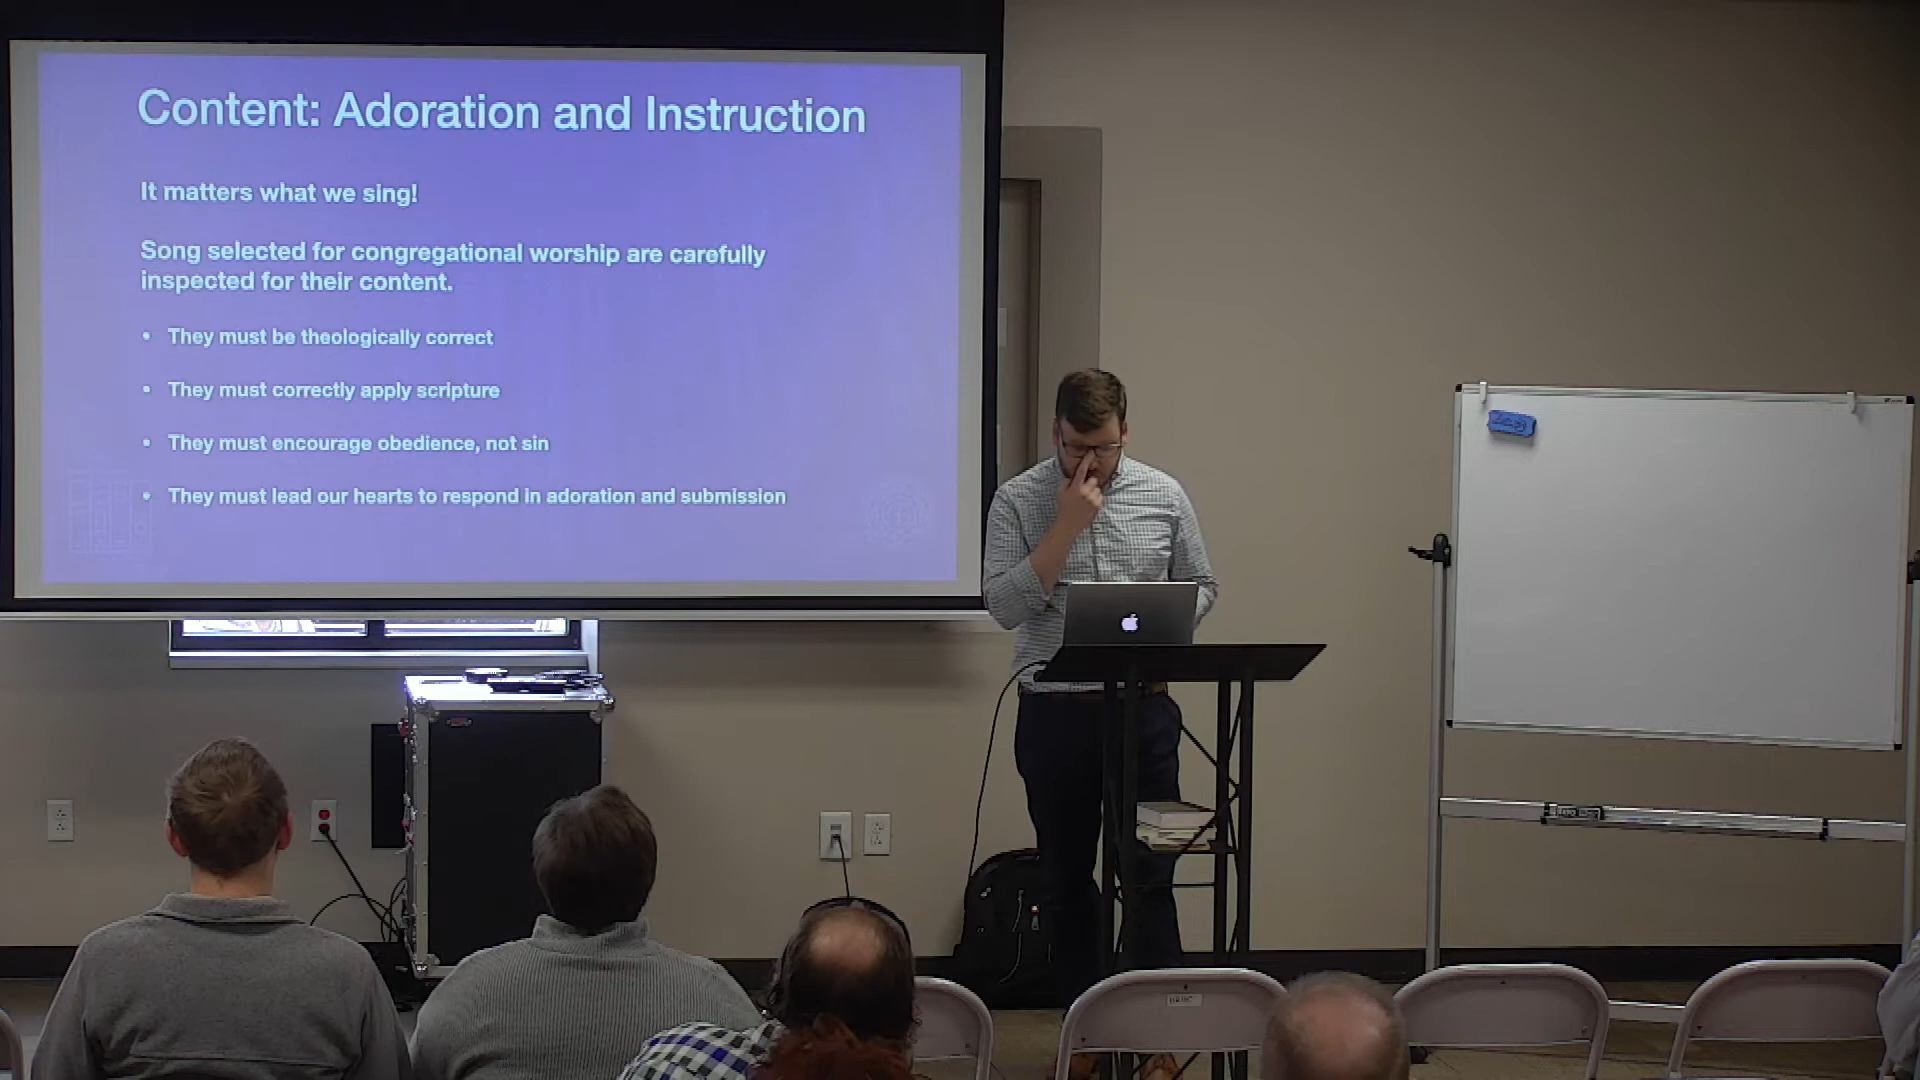 Content: Adoration and Instruction
It matters what we sing!
Song selected for congregational worship are carefully
inspected for their content.
• They must be theologically correct
• They must correctly apply scripture
• They must encourage obedience, not sin
• They must lead our hearts to respond in adoration and submission